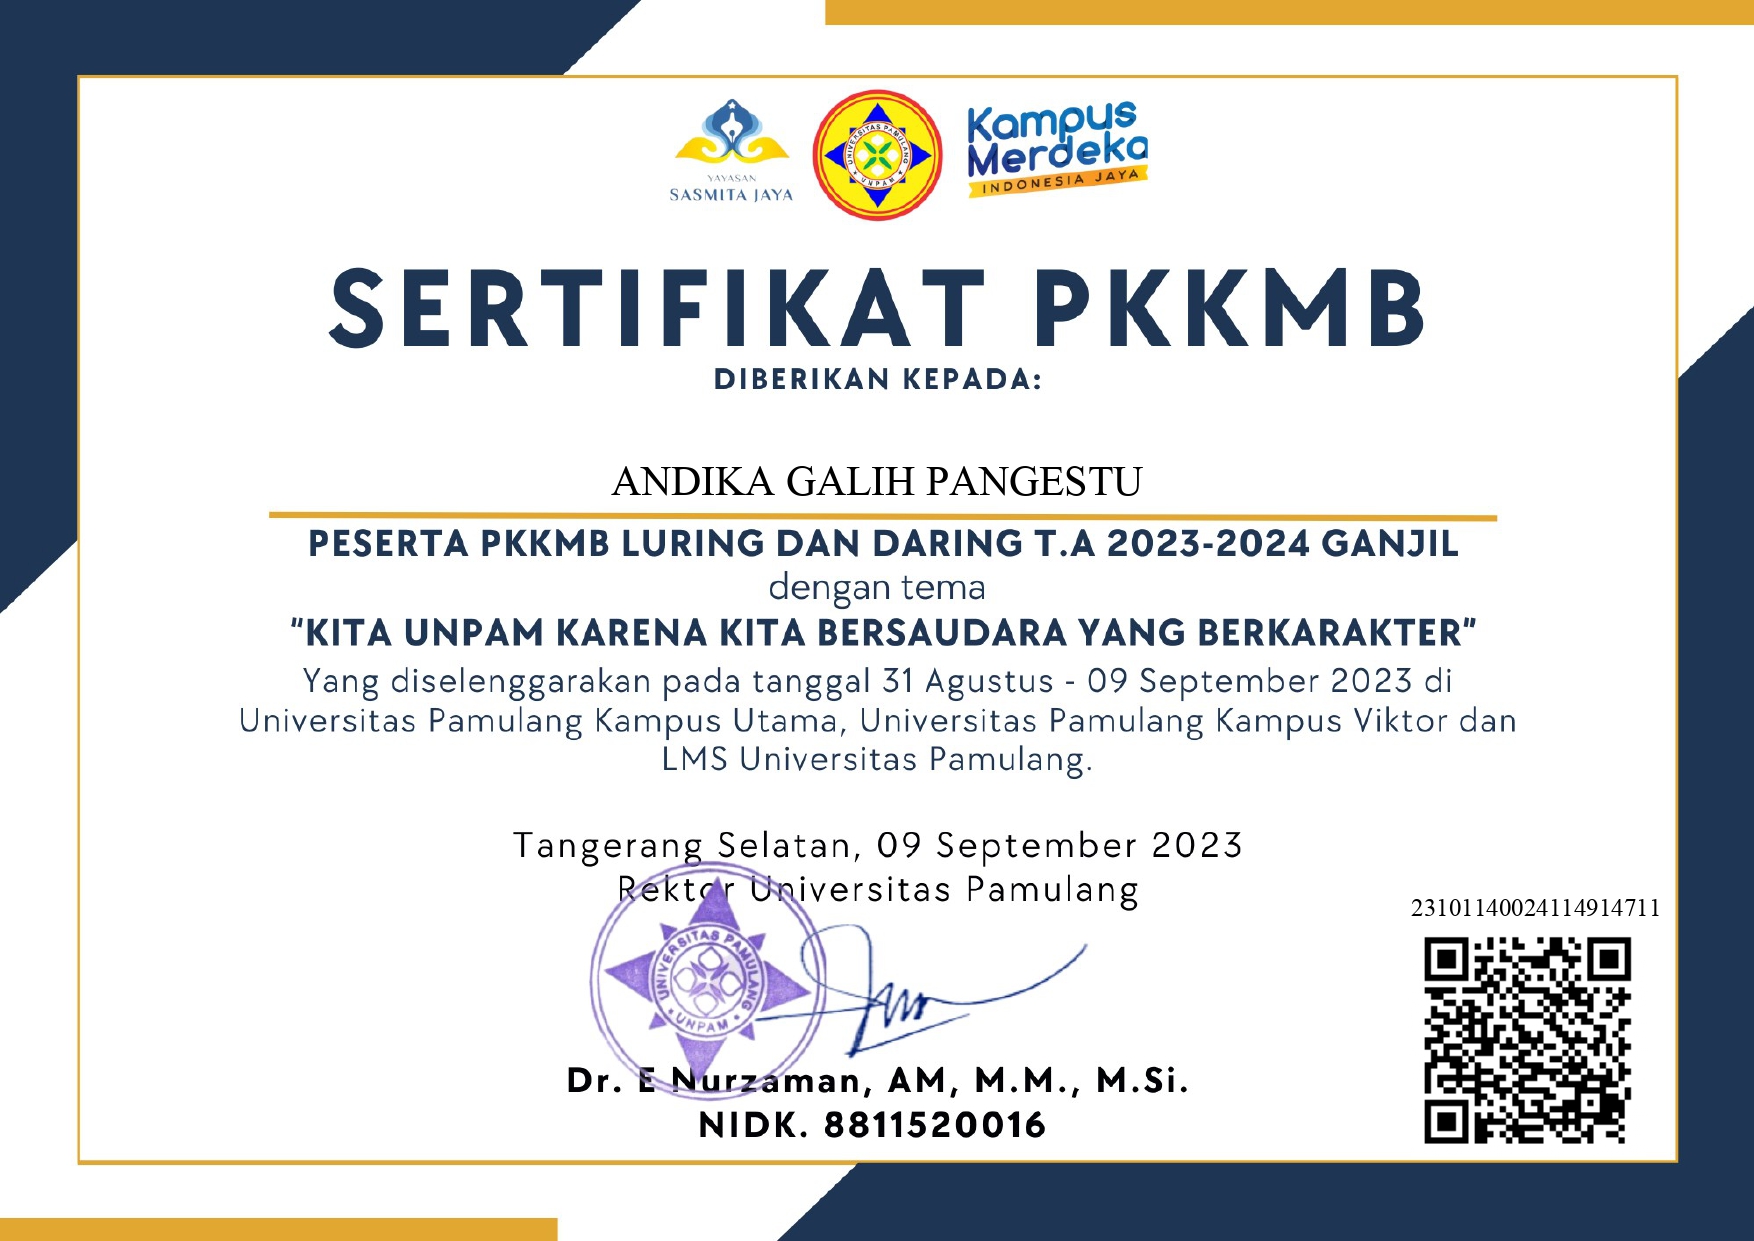 YAYASAN
SASMITA JAYA
UNIVERSITAS PAMULANG
UNPAM
Kampus
Merdeka
INDONESIA JAYA
SERTIFIKAT PKKMB
DIBERIKAN KEPADA:
ANDIKA GALIH PANGESTU
PESERTA PKKMB LURING DAN DARING T.A 2023-2024 GANJIL
dengan tema
"KITA UNPAM KARENA KITA BERSAUDARA YANG BERKARAKTER"
Yang diselenggarakan pada tanggal 31 Agustus - 09 September 2023 di
Universitas Pamulang Kampus Utama, Universitas Pamulang Kampus Viktor dan
LMS Universitas Pamulang.
Tangerang Selatan, 09 September 2023
Rektor Universitas Pamulang
23101140024114914711
UNIVERSITAS PAMULANG
UNPAM
Dr. E Nurzaman, AM, M.M., M.Si.
NIDK. 8811520016